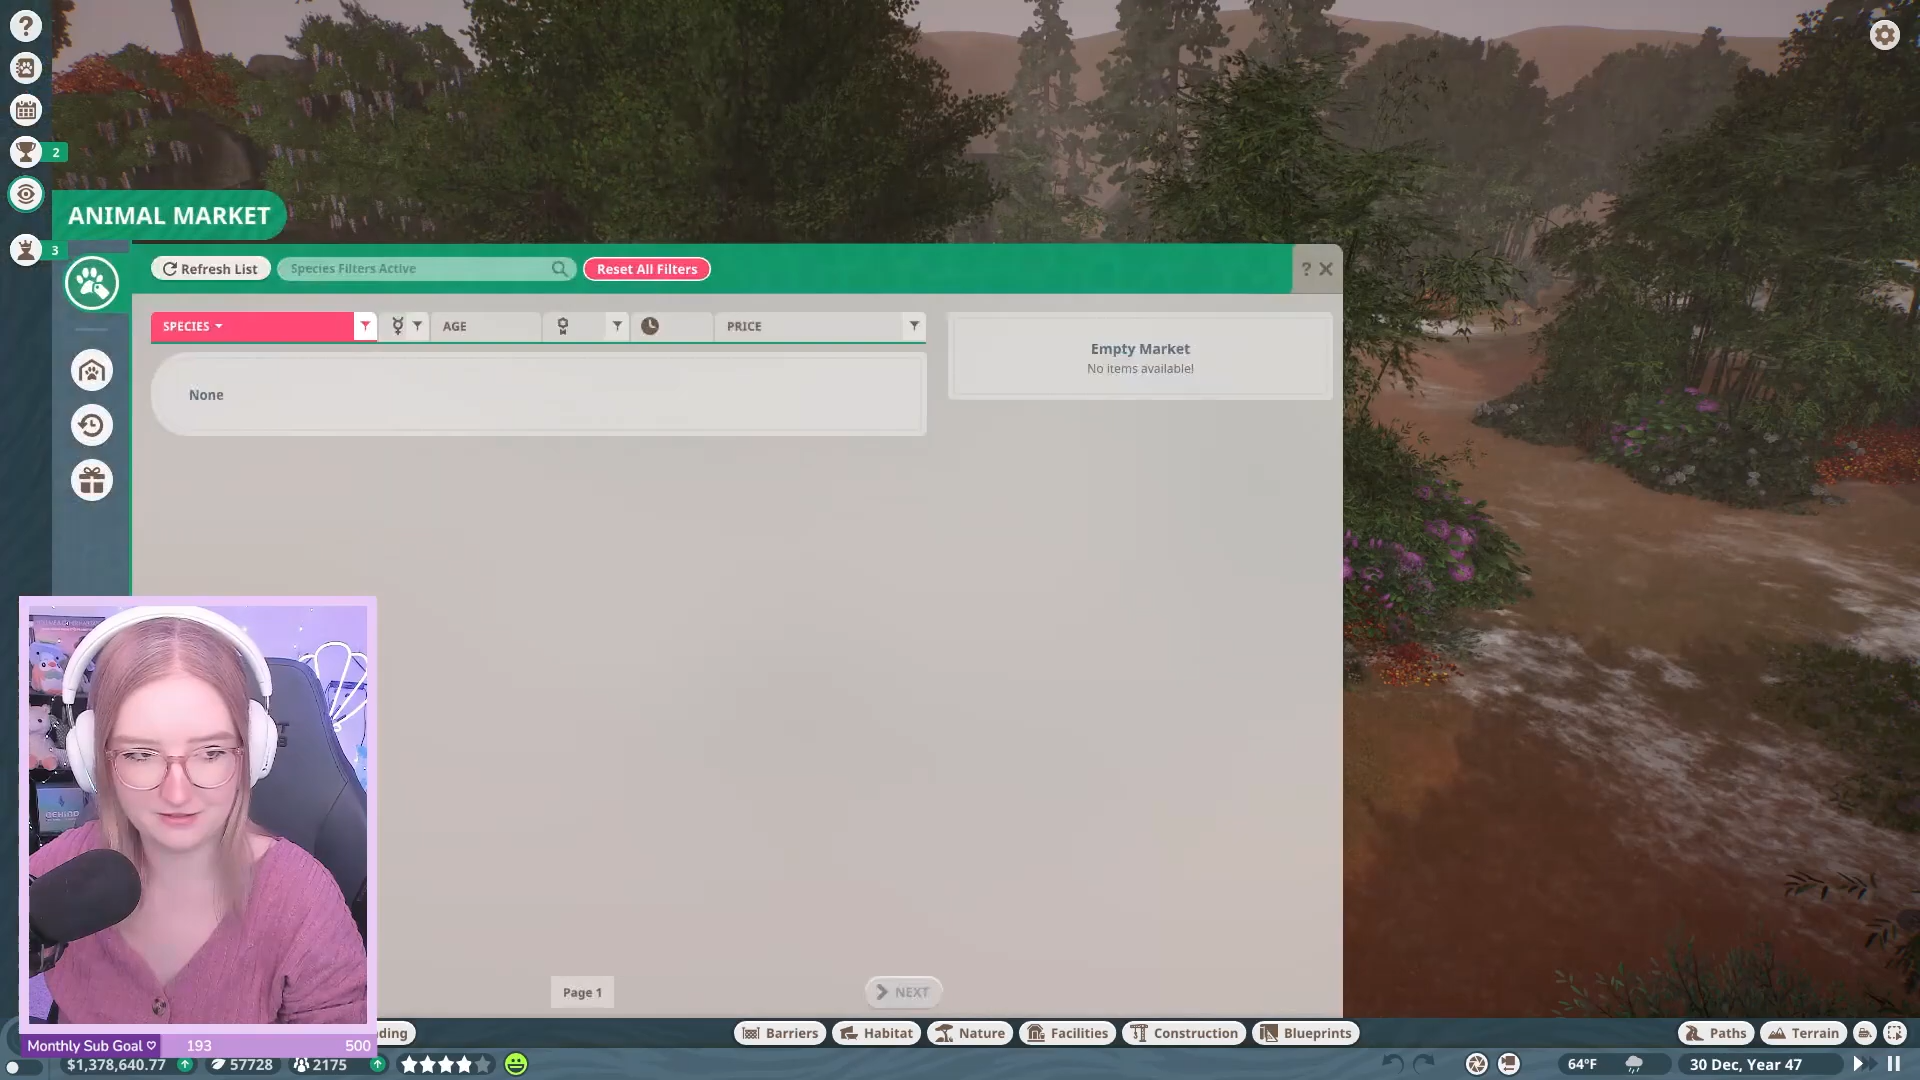 ?
2
ANIMAL MARKET
3
Refresh List
Species Filters Active
Reset All Filters
?
SPECIES
AGE
PRICE
None
Empty Market
No items available!
Page 1
NEXT
ding
Barriers
Habitat
Nature
Facilities
Construction
Blueprints
Paths
Terrain
Monthly Sub Goal
193
500
$1,378,640.77
57728
2175
64°F
30 Dec, Year 47